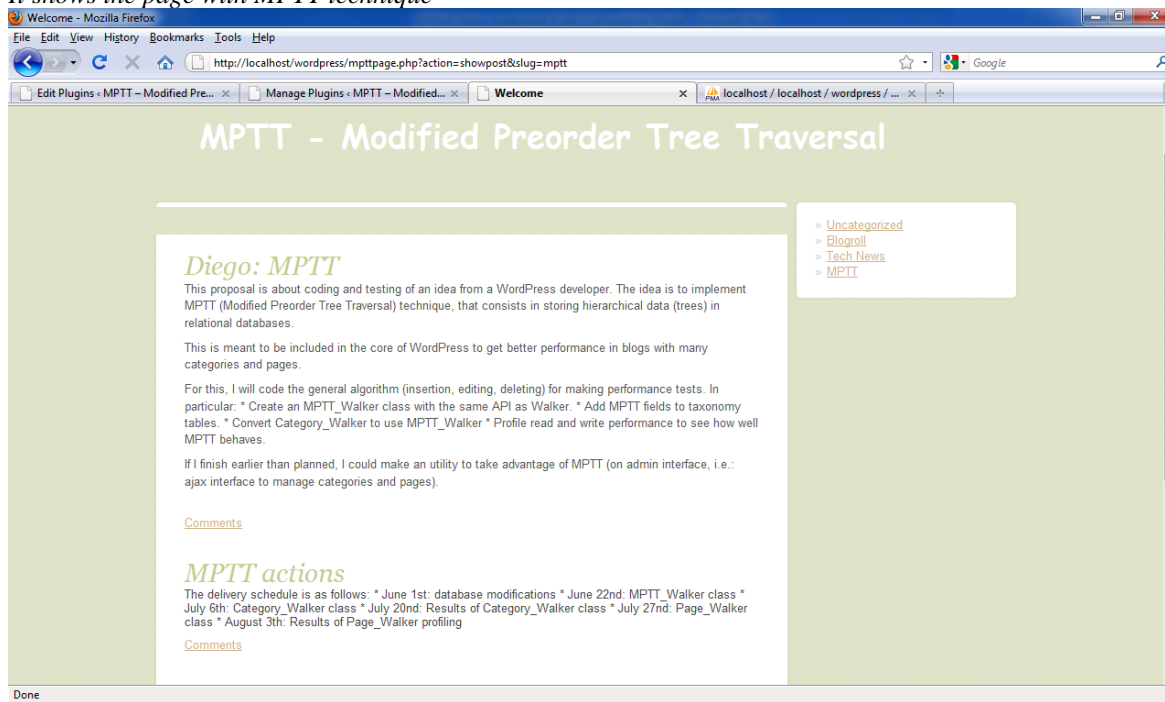 It shows the page with MPTT technique
Welcome - Mozilla Firefox
File Edit View History Bookmarks Tools Help
http://localhost/wordpress/mpttpage.php?action=showpost&slug=mptt
Google
Edit Plugins ‹ MPTT – Modified Pre...
Manage Plugins ‹ MPTT – Modified...
Welcome
localhost / localhost / wordpress / ...
MPTT - Modified Preorder Tree Traversal
» Uncategorized
» Blogroll
» Tech News
» MPTT
Diego: MPTT
This proposal is about coding and testing of an idea from a WordPress developer. The idea is to implement
MPTT (Modified Preorder Tree Traversal) technique, that consists in storing hierarchical data (trees) in
relational databases.
This is meant to be included in the core of WordPress to get better performance in blogs with many
categories and pages.
For this, I will code the general algorithm (insertion, editing, deleting) for making performance tests. In
particular: * Create an MPTT_Walker class with the same API as Walker. * Add MPTT fields to taxonomy
tables. * Convert Category_Walker to use MPTT_Walker * Profile read and write performance to see how well
MPTT behaves.
If I finish earlier than planned, I could make an utility to take advantage of MPTT (on admin interface, i.e.:
ajax interface to manage categories and pages).
Comments
MPTT actions
The delivery schedule is as follows: * June 1st: database modifications * June 22nd: MPTT_Walker class *
July 6th: Category_Walker class * July 20nd: Results of Category_Walker class * July 27nd: Page_Walker
class * August 3th: Results of Page_Walker profiling
Comments
Done